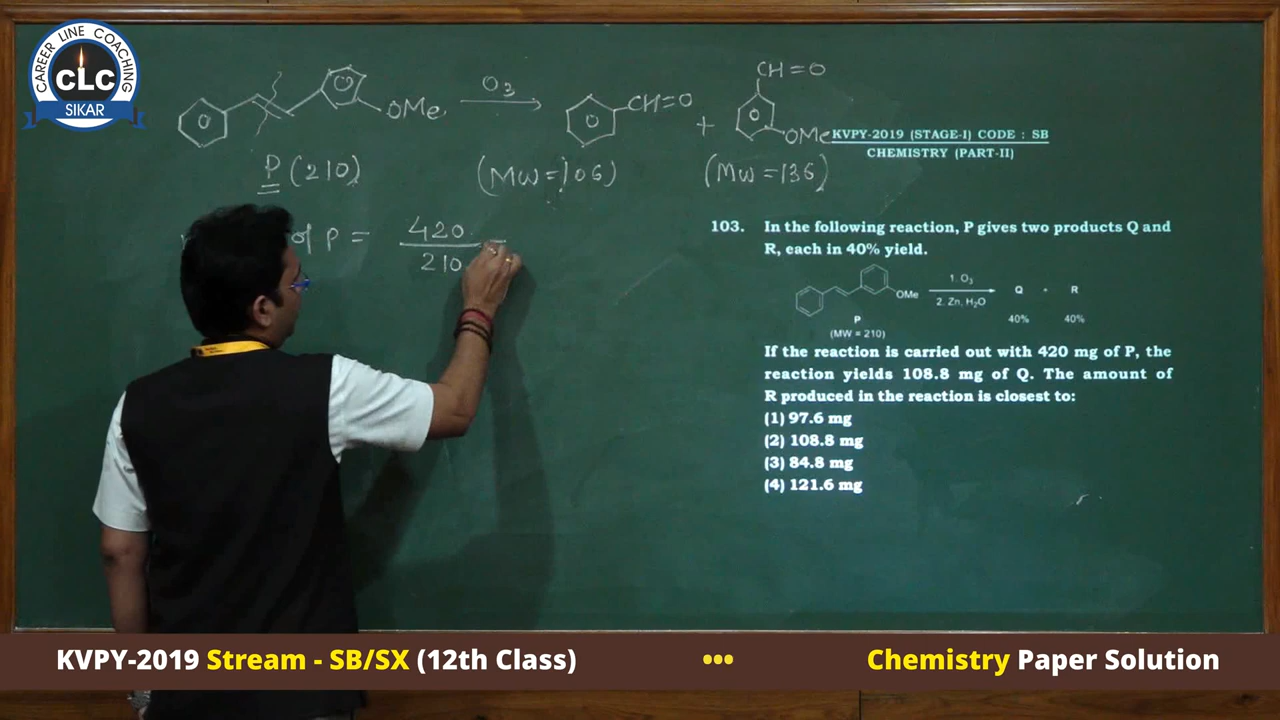 CAREER LINE COACHING
CLC
SIKAR
OMe
O₃
CH=O
+
CH=O
OMe
P (210)
(MW=106)
(MW=136)
of P = 420/210
KVPY-2019 (STAGE-I) CODE : SB
CHEMISTRY (PART-II)
103. In the following reaction, P gives two products Q and
R, each in 40% yield.
OMe
1. O₃
2. Zn, H₂O
Q + R
P
40% 40%
(MW = 210)
If the reaction is carried out with 420 mg of P, the
reaction yields 108.8 mg of Q. The amount of
R produced in the reaction is closest to:
(1) 97.6 mg
(2) 108.8 mg
(3) 84.8 mg
(4) 121.6 mg
KVPY-2019 Stream - SB/SX (12th Class) ••• Chemistry Paper Solution